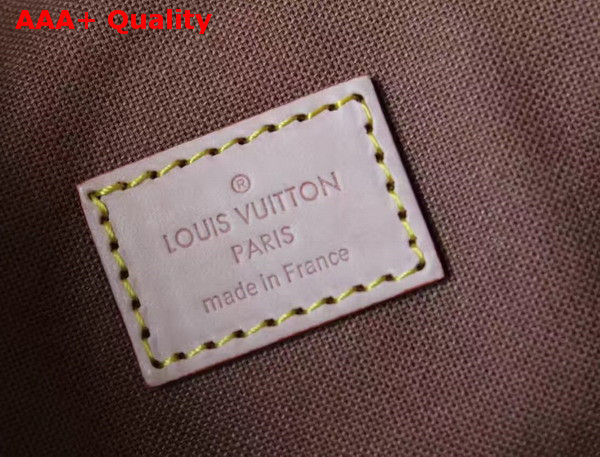 AAA+ Quality
®
LOUIS VUITTON
PARIS
made in France